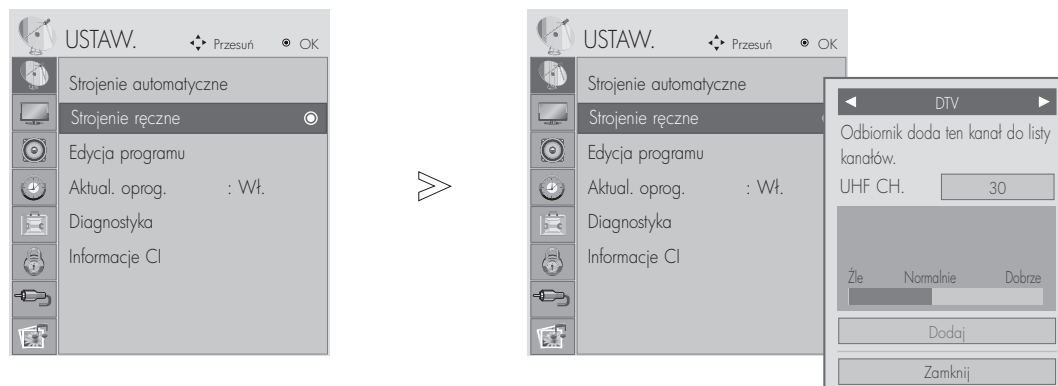 USTAW. Przesuń OK
Strojenie automatyczne
Strojenie ręczne
Edycja programu
Aktual. oprog. : Wł.
Diagnostyka
Informacje CI
USTAW. Przesuń OK
Strojenie automatyczne
Strojenie ręczne
Edycja programu
Aktual. oprog. : Wł.
Diagnostyka
Informacje CI
DTV
Odbiornik doda ten kanał do listy
kanałów.
UHF CH. 30
Źle Normalnie Dobrze
Dodaj
Zamknij